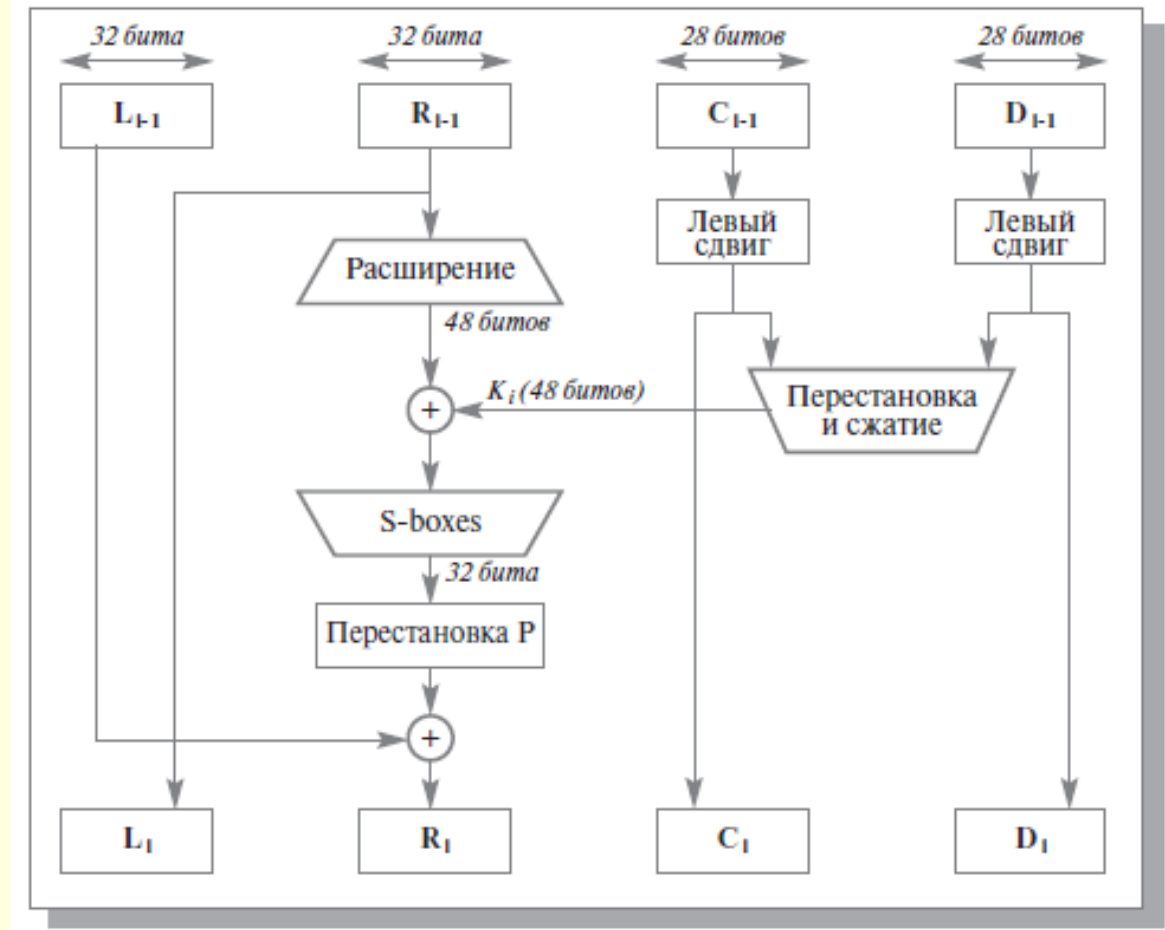 32 бита 32 бита 28 битов 28 битов
L i-1 R i-1 C i-1 D i-1
Левый
сдвиг
Левый
сдвиг
Расширение
48 битов
K i (48 битов)
Перестановка
и сжатие
+
S-boxes
32 бита
Перестановка P
+
L i R i C i D i